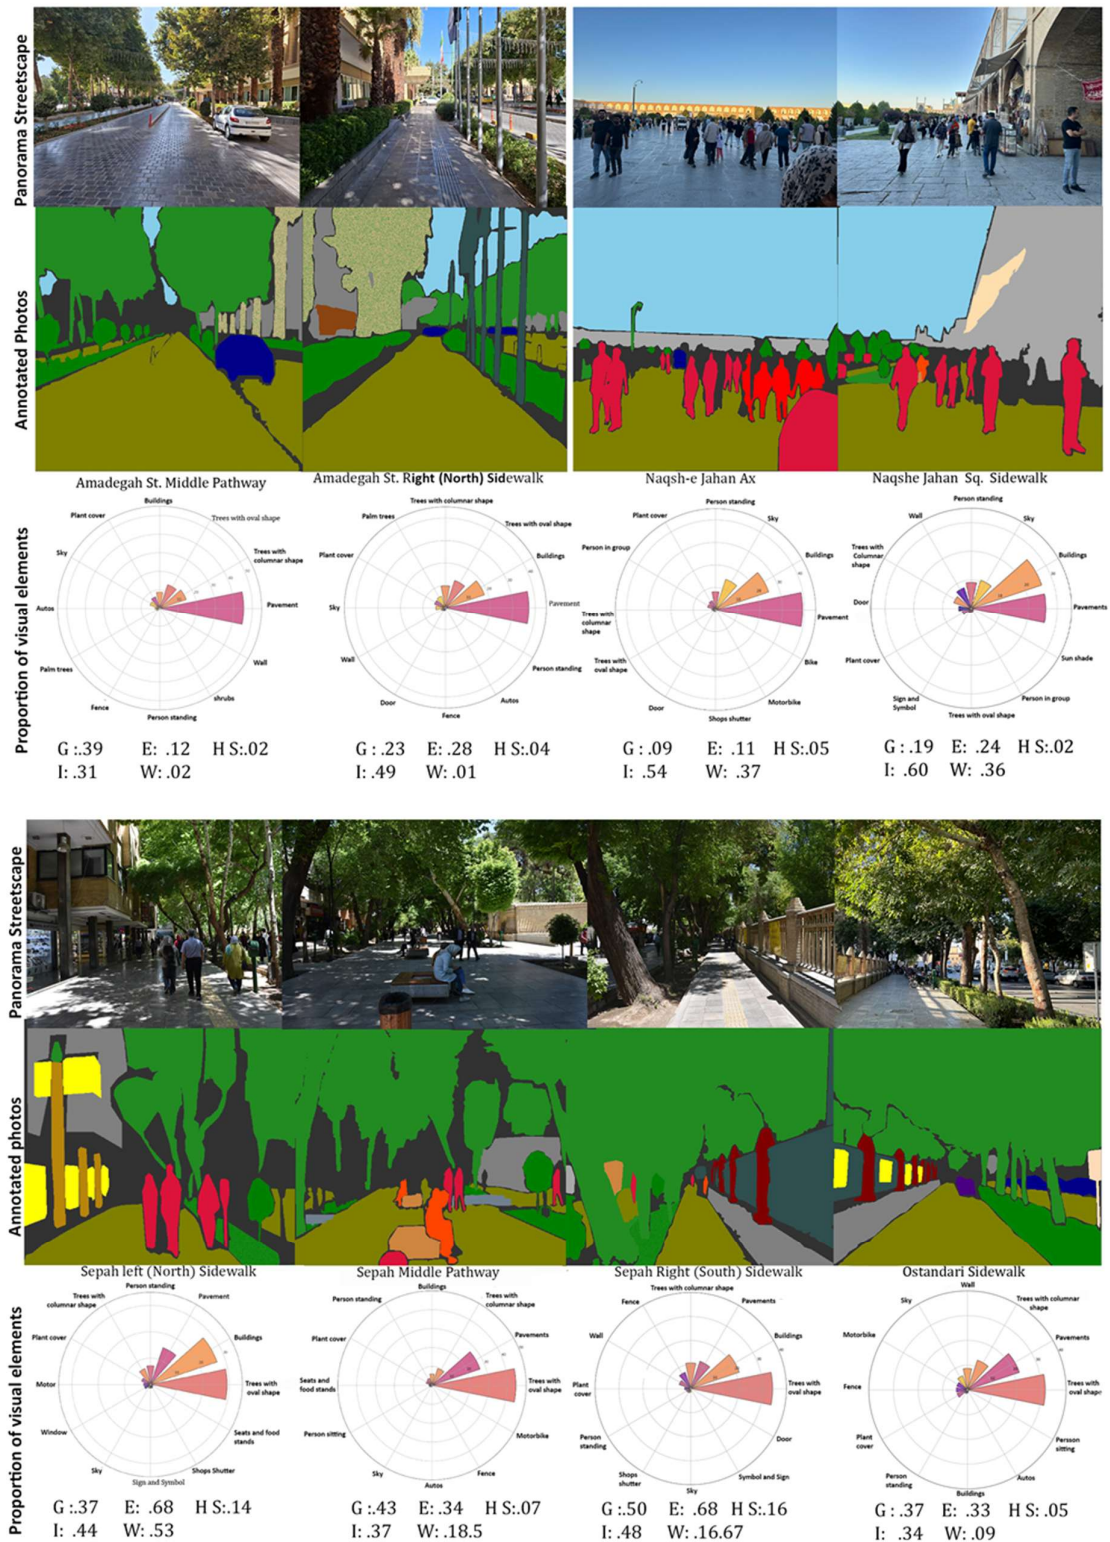 Panorama Streetscape
Annotated Photos
Amadegah St. Middle Pathway
Amadegah St. Right (North) Sidewalk
Naqsh-e Jahan Ax
Naqshe Jahan Sq. Sidewalk
Proportion of visual elements
Buildings
Trees with oval shape
Trees with columnar shape
Pavement
Wall
shrubs
Person standing
Fence
Palm trees
Autos
Sky
Plant cover
Trees with columnar shape
Trees with oval shape
Buildings
Pavement
Person standing
Autos
Fence
Door
Wall
Sky
Plant cover
Palm trees
Person standing
Sky
Buildings
Pavement
Bike
Motorbike
Shops shutter
Door
Trees with oval shape
Trees with columnar shape
Person in group
Plant cover
Person standing
Sky
Buildings
Pavements
Sun shade
Person in group
Trees with oval shape
Sign and Symbol
Plant cover
Door
Trees with Columnar shape
Wall
G :.39 E: .12 H S:.02
I: .31 W: .02
G : .23 E: .28 H S:.04
I: .49 W: .01
G : .09 E: .11 H S:.05
I: .54 W: .37
G : .19 E: .24 H S:.02
I: .60 W: .36
Panorama Streetscape
Annotated photos
Sepah left (North) Sidewalk
Sepah Middle Pathway
Sepah Right (South) Sidewalk
Ostandari Sidewalk
Proportion of visual elements
Person standing
Pavement
Buildings
Trees with oval shape
Seats and food stands
Shops Shutter
Sign and Symbol
Sky
Window
Motor
Plant cover
Trees with columnar shape
Buildings
Trees with columnar shape
Pavements
Trees with oval shape
Motorbike
Fence
Autos
Sky
Person sitting
Seats and food stands
Plant cover
Person standing
Trees with columnar shape
Pavements
Buildings
Trees with oval shape
Door
Symbol and Sign
Sky
Shops shutter
Person standing
Plant cover
Wall
Fence
Wall
Trees with columnar shape
Pavements
Trees with oval shape
Persson sitting
Autos
Buildings
Person standing
Plant cover
Fence
Motorbike
Sky
G :.37 E: .68 H S:.14
I: .44 W: .53
G :.43 E: .34 H S:.07
I: .37 W: .18.5
G :.50 E: .68 H S:.16
I: .48 W: .16.67
G :.37 E: .33 H S:.05
I: .34 W: .09